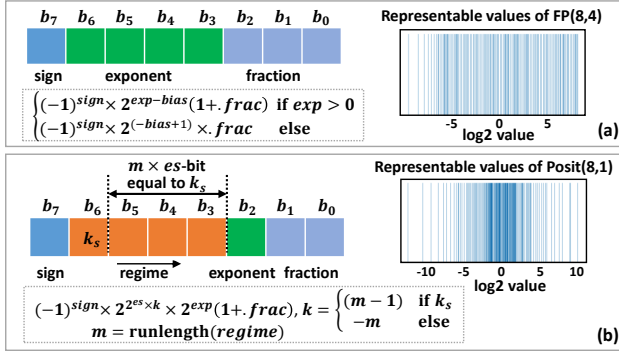 b₇ b₆ b₅ b₄ b₃ b₂ b₁ b₀
sign exponent fraction
(−1)^sign × 2^(exp−bias)(1+.frac) if exp > 0
(−1)^sign × 2^(−bias+1) × .frac else
Representable values of FP(8,4)
-5 0 5
log2 value
(a)
m × es-bit
equal to kₛ
b₇ b₆ b₅ b₄ b₃ b₂ b₁ b₀
kₛ
sign regime exponent fraction
(−1)^sign × 2^(2^es × k) × 2^exp(1+.frac), k = { (m − 1) if kₛ
−m else
m = runlength(regime)
Representable values of Posit(8,1)
-10 -5 0 5 10
log2 value
(b)